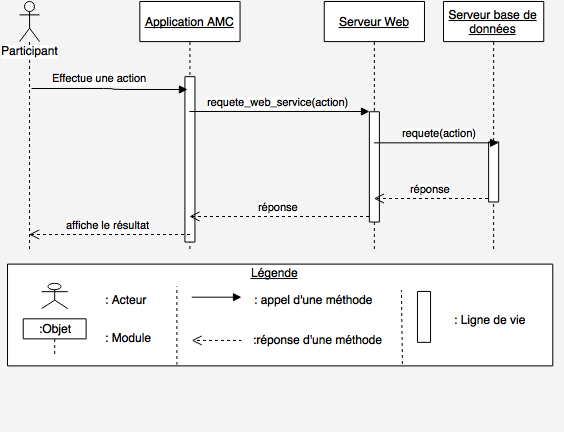 Participant
Application AMC
Serveur Web
Serveur base de
données
Effectue une action
requete_web_service(action)
requete(action)
réponse
réponse
affiche le résultat
Légende
: Acteur
: appel d'une méthode
: Ligne de vie
:Objet
: Module
:réponse d'une méthode